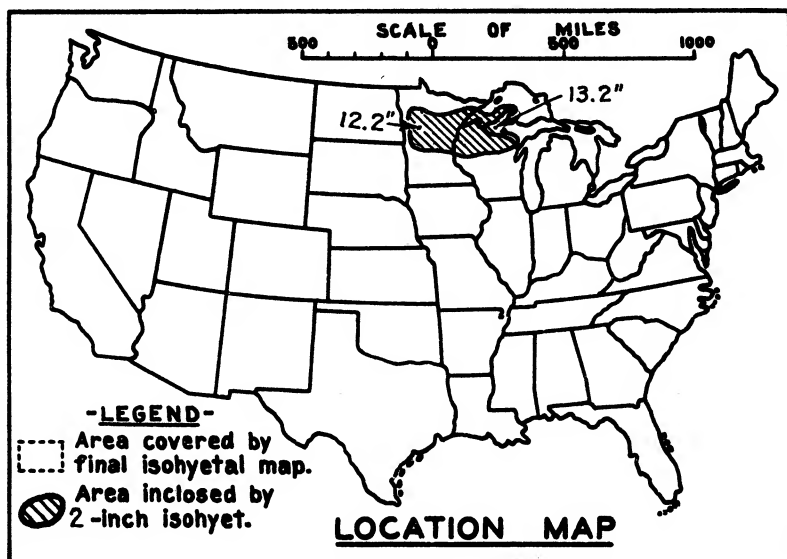 SCALE OF MILES
500 0 500 1000
13.2"
12.2"
-LEGEND-
Area covered by
final isohyetal map.
Area inclosed by
2-inch isohyet.
LOCATION MAP